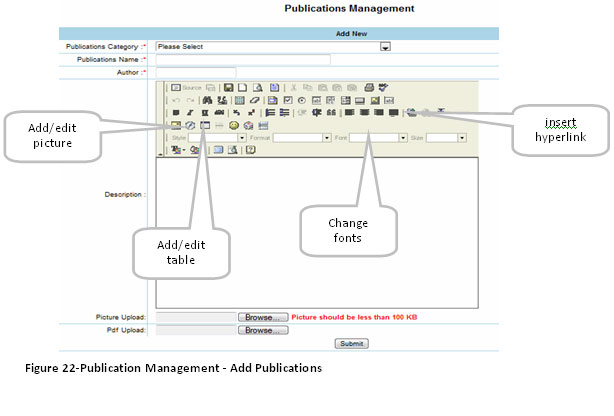 Publications Management
Add New
Publications Category :* Please Select
Publications Name :*
Author :*
Source
Style Format Font Size
Add/edit
picture
insert
hyperlink
Add/edit
table
Change
fonts
Description :
Picture Upload: Browse... Picture should be less than 100 KB
Pdf Upload: Browse...
Submit
Figure 22-Publication Management - Add Publications